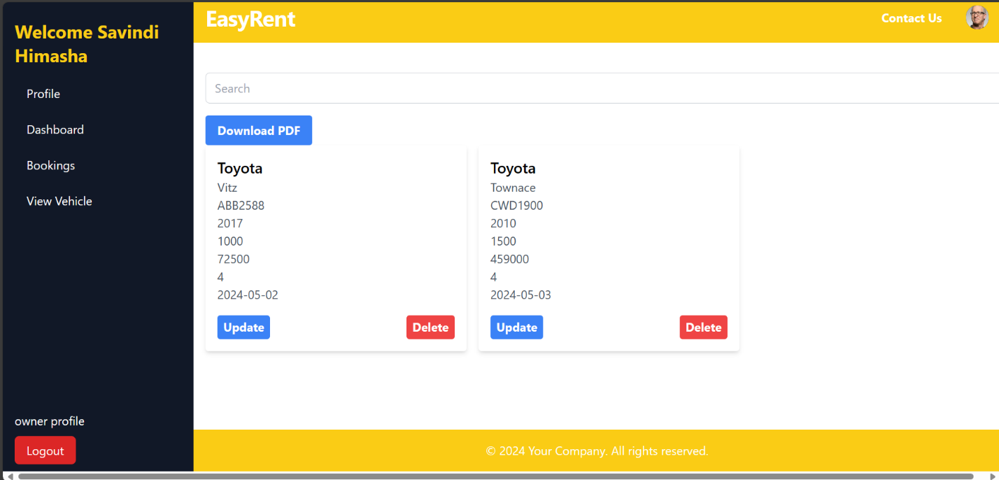 Welcome Savindi
Himasha
Profile
Dashboard
Bookings
View Vehicle
owner profile
Logout
EasyRent
Contact Us
Search
Download PDF
Toyota
Vitz
ABB2588
2017
1000
72500
4
2024-05-02
Update
Delete
Toyota
Townace
CWD1900
2010
1500
459000
4
2024-05-03
Update
Delete
© 2024 Your Company. All rights reserved.